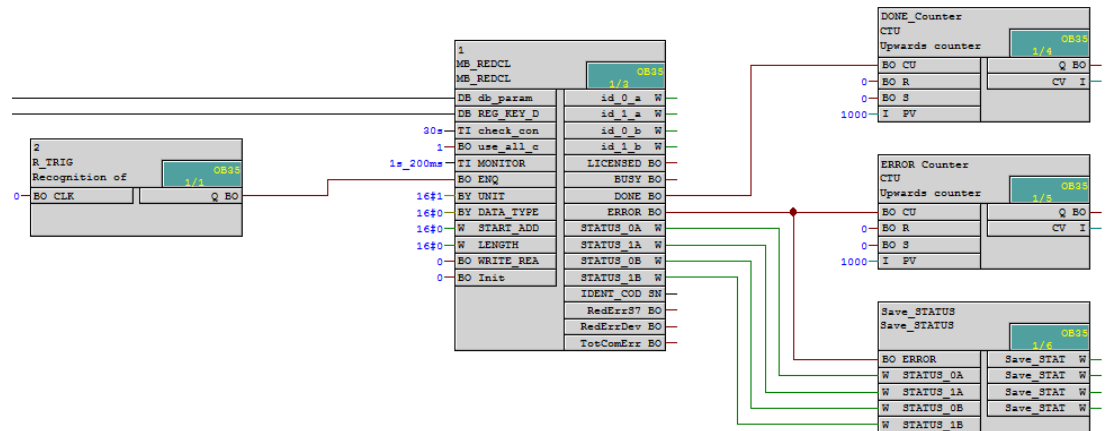 2
R_TRIG
Recognition of
OB35
1/1
0 BO CLK Q BO
1
MB_REDCL
MB_REDCL
OB35
1/3
DB db_param id_0_a W
DB REG_KEY_D id_1_a W
30s TI check_con id_0_b W
1 BO use_all_c id_1_b W
1s_200ms TI MONITOR LICENSED BO
BO ENQ BUSY BO
16#1 BY UNIT DONE BO
16#0 BY DATA_TYPE ERROR BO
16#0 W START_ADD STATUS_0A W
16#0 W LENGTH STATUS_1A W
0 BO WRITE_REA STATUS_0B W
0 BO Init STATUS_1B W
IDENT_COD SN
RedErrS7 BO
RedErrDev BO
TotComErr BO
DONE_Counter
CTU
Upwards counter
OB35
1/4
BO CU Q BO
0 BO R CV I
0 BO S
1000 I PV
ERROR Counter
CTU
Upwards counter
OB35
1/5
BO CU Q BO
0 BO R CV I
0 BO S
1000 I PV
Save_STATUS
Save_STATUS
OB35
1/6
BO ERROR Save_STAT W
W STATUS_0A Save_STAT W
W STATUS_1A Save_STAT W
W STATUS_0B Save_STAT W
W STATUS_1B